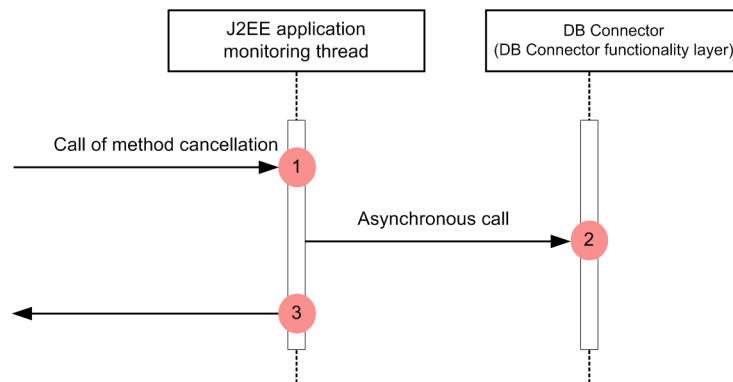 J2EE application
monitoring thread
DB Connector
(DB Connector functionality layer)
Call of method cancellation
1
Asynchronous call
2
3